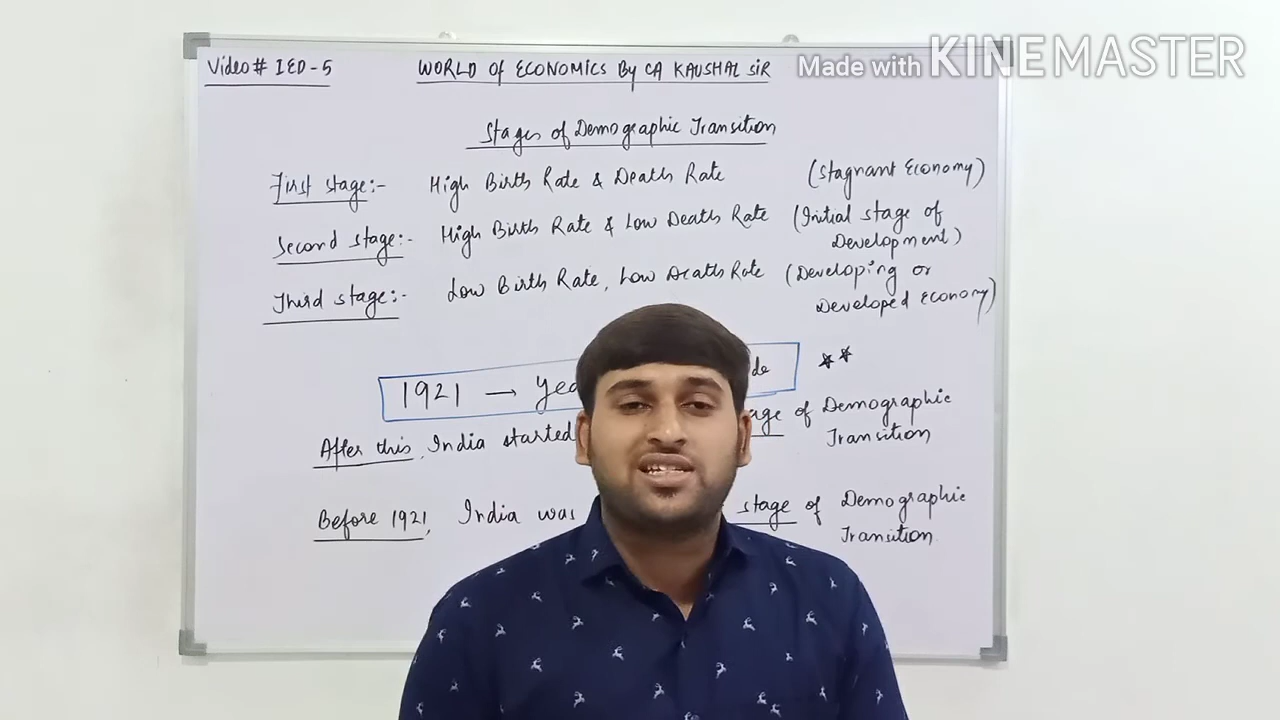 Video# IED-5 WORLD of ECONOMICS By CA KAUSHAL SIR
Made with KINEMASTER
Stages of Demographic Transition
First stage:- High Birth Rate & Death Rate (Stagnant Economy)
Second stage:- High Birth Rate & Low Death Rate (Initial stage of
Development)
Third stage:- Low Birth Rate, Low Death Rate (Developing or
Developed Economy)
1921 → **
After this, India started of Demographic
Transition
Before 1921, India was stage of Demographic
Transition.